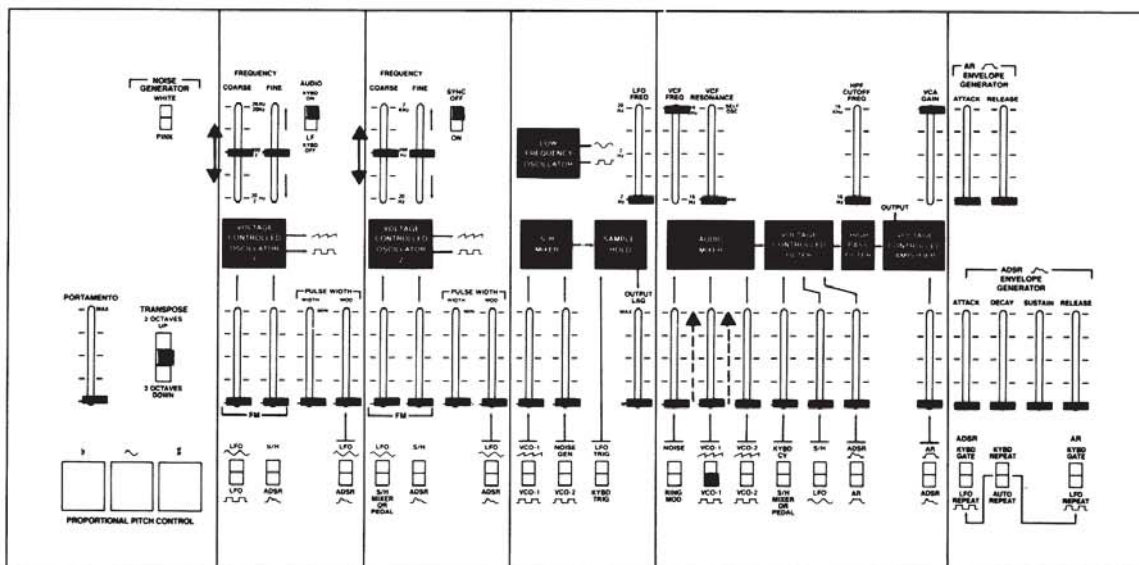 NOISE
GENERATOR
WHITE
PINK
PORTAMENTO
MAX
TRANSPOSE
2 OCTAVES
UP
2 OCTAVES
DOWN
PROPORTIONAL PITCH CONTROL
FREQUENCY
COARSE FINE
AUDIO
KYBD
ON
LF
KYBD
OFF
VOLTAGE
CONTROLLED
OSCILLATOR
1
PULSE WIDTH
WIDTH MOD
FM
LFO
S/H
LFO
LFO
ADSR
ADSR
FREQUENCY
COARSE FINE
SYNC
OFF
ON
VOLTAGE
CONTROLLED
OSCILLATOR
2
PULSE WIDTH
WIDTH MOD
FM
LFO
S/H
LFO
S/H
MIXER
OR
PEDAL
ADSR
ADSR
LFO
FREQ
LOW
FREQUENCY
OSCILLATOR
S/H
MIXER
SAMPLE
HOLD
OUTPUT
LAG
MAX
VCO-1
NOISE
GEN
LFO
TRIG
VCO-1
VCO-2
KYBD
TRIG
VCF
FREQ
VCF
RESONANCE
SELF
OSC
HPF
CUTOFF
FREQ
VCA
GAIN
OUTPUT
AUDIO
MIXER
VOLTAGE
CONTROLLED
FILTER
HIGH
PASS
FILTER
VOLTAGE
CONTROLLED
AMPLIFIER
NOISE
VCO-1
VCO-2
KYBD
CV
S/H
ADSR
AR
RING
MOD
VCO-1
VCO-2
S/H
MIXER
OR
PEDAL
LFO
AR
ADSR
AR
ENVELOPE
GENERATOR
ATTACK RELEASE
ADSR
ENVELOPE
GENERATOR
ATTACK DECAY SUSTAIN RELEASE
ADSR
KYBD
GATE
KYBD
REPEAT
AR
KYBD
GATE
LFO
REPEAT
AUTO
REPEAT
LFO
REPEAT